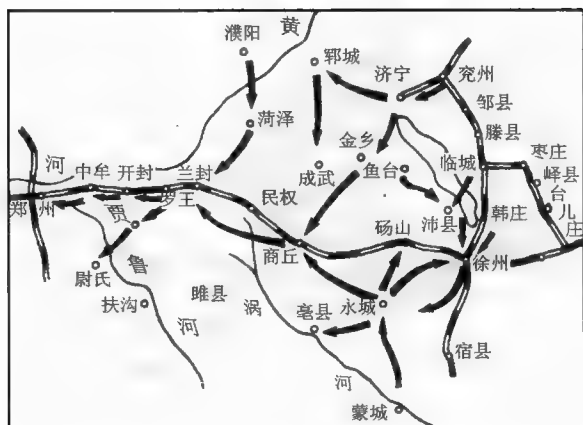 濮阳
黄
郓城
济宁
兖州
邹县
滕县
菏泽
金乡
临城
枣庄
河
中牟
开封
兰封
成武
鱼台
峄县
台
儿
庄
郑州
罗王
民权
沛县
韩庄
贾
砀山
商丘
徐州
尉氏
鲁
扶沟
睢县
涡
永城
亳县
河
河
宿县
蒙城